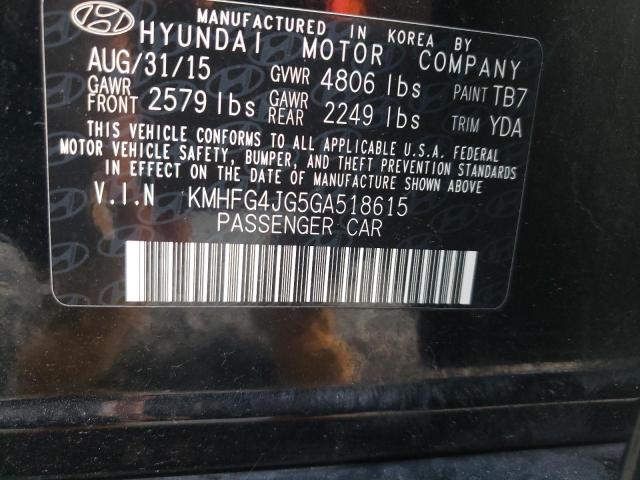 MANUFACTURED IN KOREA BY
HYUNDAI MOTOR COMPANY
AUG/31/15 GVWR 4806 lbs PAINT TB7
GAWR FRONT 2579 lbs GAWR REAR 2249 lbs TRIM YDA
THIS VEHICLE CONFORMS TO ALL APPLICABLE U.S.A. FEDERAL
MOTOR VEHICLE SAFETY, BUMPER, AND THEFT PREVENTION STANDARDS
IN EFFECT ON THE DATE OF MANUFACTURE SHOWN ABOVE
V.I.N KMHFG4JG5GA518615
PASSENGER CAR